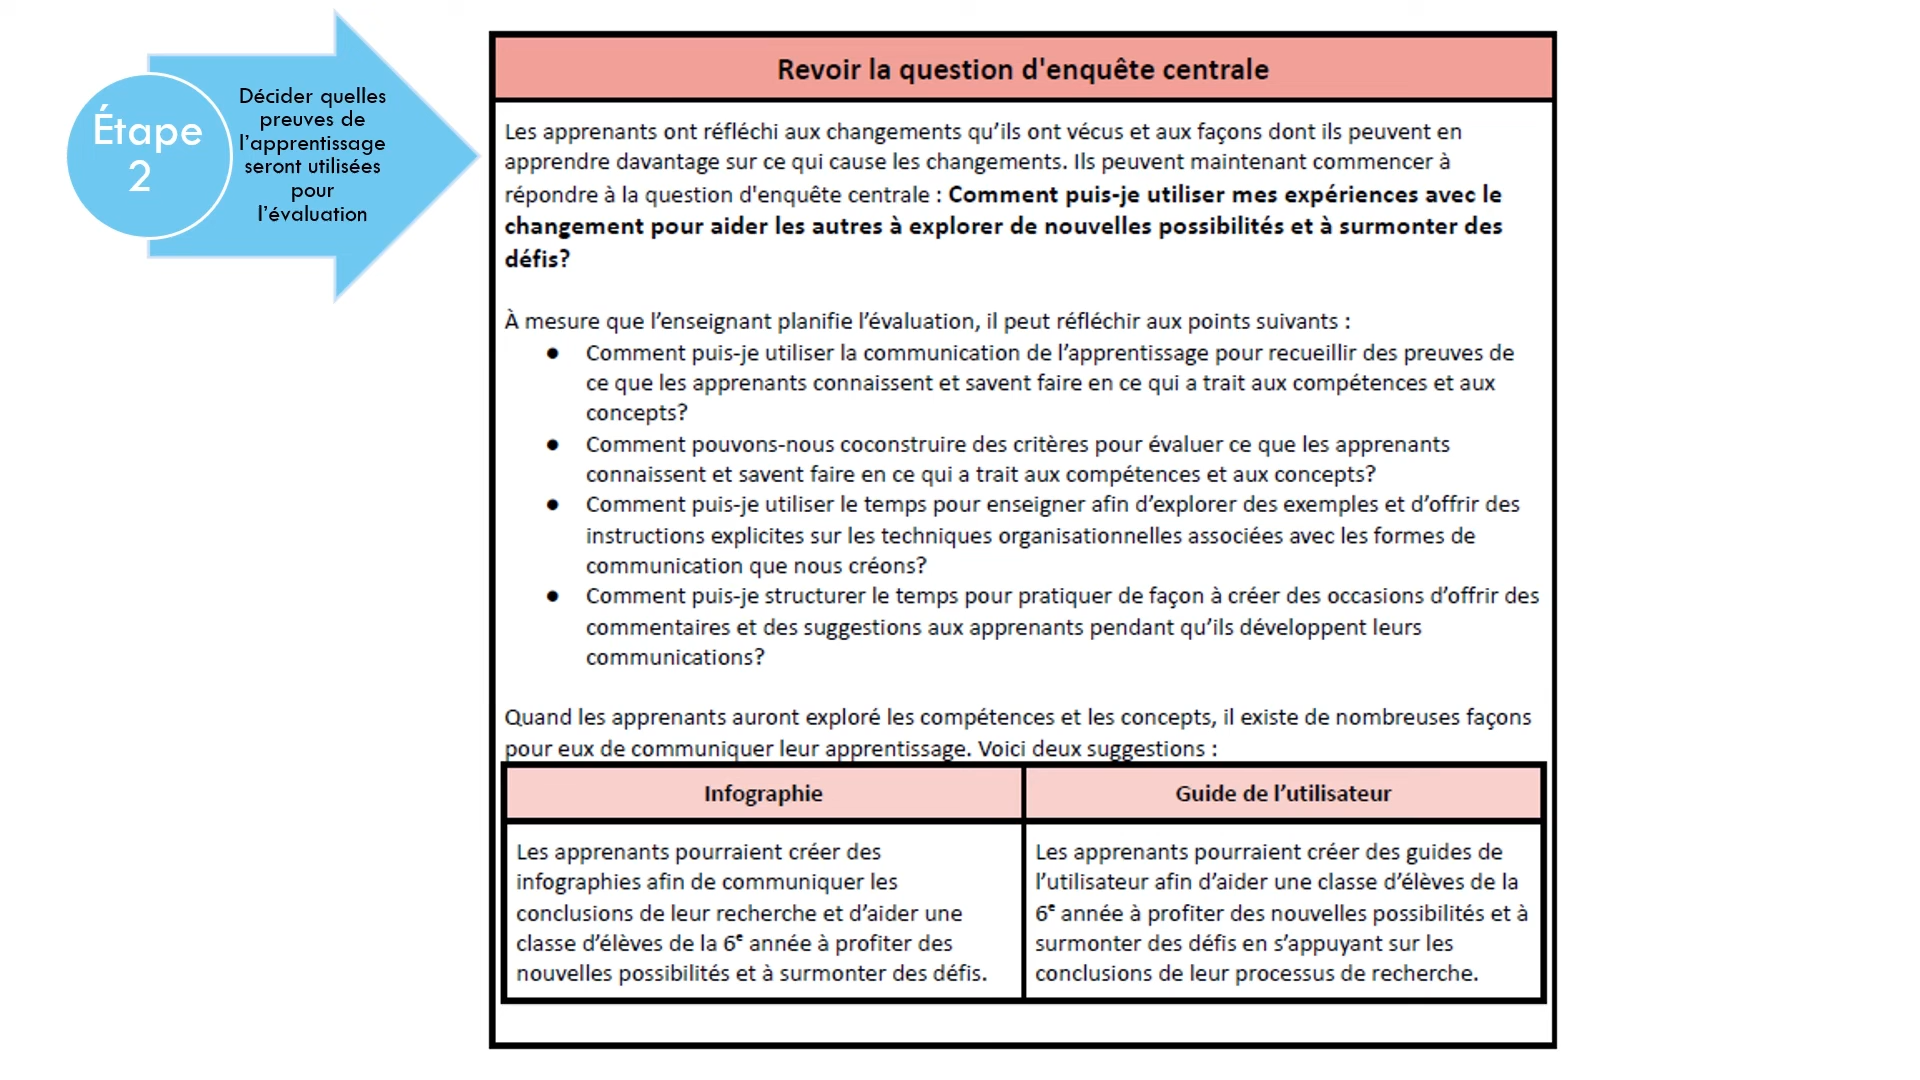 Étape
2
Décider quelles
preuves de
l’apprentissage
seront utilisées
pour
l’évaluation
Revoir la question d'enquête centrale
Les apprenants ont réfléchi aux changements qu’ils ont vécus et aux façons dont ils peuvent en
apprendre davantage sur ce qui cause les changements. Ils peuvent maintenant commencer à
répondre à la question d'enquête centrale : Comment puis-je utiliser mes expériences avec le
changement pour aider les autres à explorer de nouvelles possibilités et à surmonter des
défis?
À mesure que l’enseignant planifie l’évaluation, il peut réfléchir aux points suivants :
● Comment puis-je utiliser la communication de l’apprentissage pour recueillir des preuves de
ce que les apprenants connaissent et savent faire en ce qui a trait aux compétences et aux
concepts?
● Comment pouvons-nous coconstruire des critères pour évaluer ce que les apprenants
connaissent et savent faire en ce qui a trait aux compétences et aux concepts?
● Comment puis-je utiliser le temps pour enseigner afin d’explorer des exemples et d’offrir des
instructions explicites sur les techniques organisationnelles associées avec les formes de
communication que nous créons?
● Comment puis-je structurer le temps pour pratiquer de façon à créer des occasions d’offrir des
commentaires et des suggestions aux apprenants pendant qu’ils développent leurs
communications?
Quand les apprenants auront exploré les compétences et les concepts, il existe de nombreuses façons
pour eux de communiquer leur apprentissage. Voici deux suggestions :
Infographie
Les apprenants pourraient créer des
infographies afin de communiquer les
conclusions de leur recherche et d’aider une
classe d’élèves de la 6ᵉ année à profiter des
nouvelles possibilités et à surmonter des défis.
Guide de l’utilisateur
Les apprenants pourraient créer des guides de
l’utilisateur afin d’aider une classe d’élèves de la
6ᵉ année à profiter des nouvelles possibilités et à
surmonter des défis en s’appuyant sur les
conclusions de leur processus de recherche.